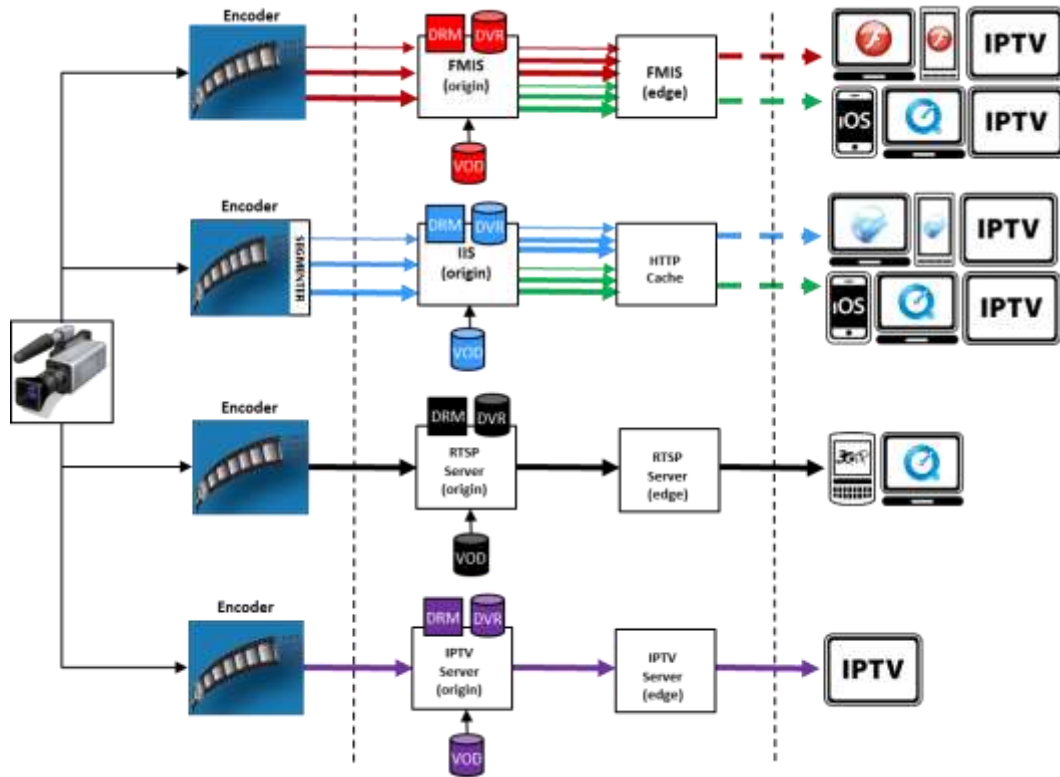 Encoder
DRM
DVR
FMIS
(origin)
FMIS
(edge)
VOD
IPTV
iOS
IPTV
Encoder
SEGMENTER
DRM
DVR
IIS
(origin)
HTTP
Cache
VOD
IPTV
iOS
IPTV
Encoder
DRM
DVR
RTSP
Server
(origin)
RTSP
Server
(edge)
VOD
Encoder
DRM
DVR
IPTV
Server
(origin)
IPTV
Server
(edge)
VOD
IPTV